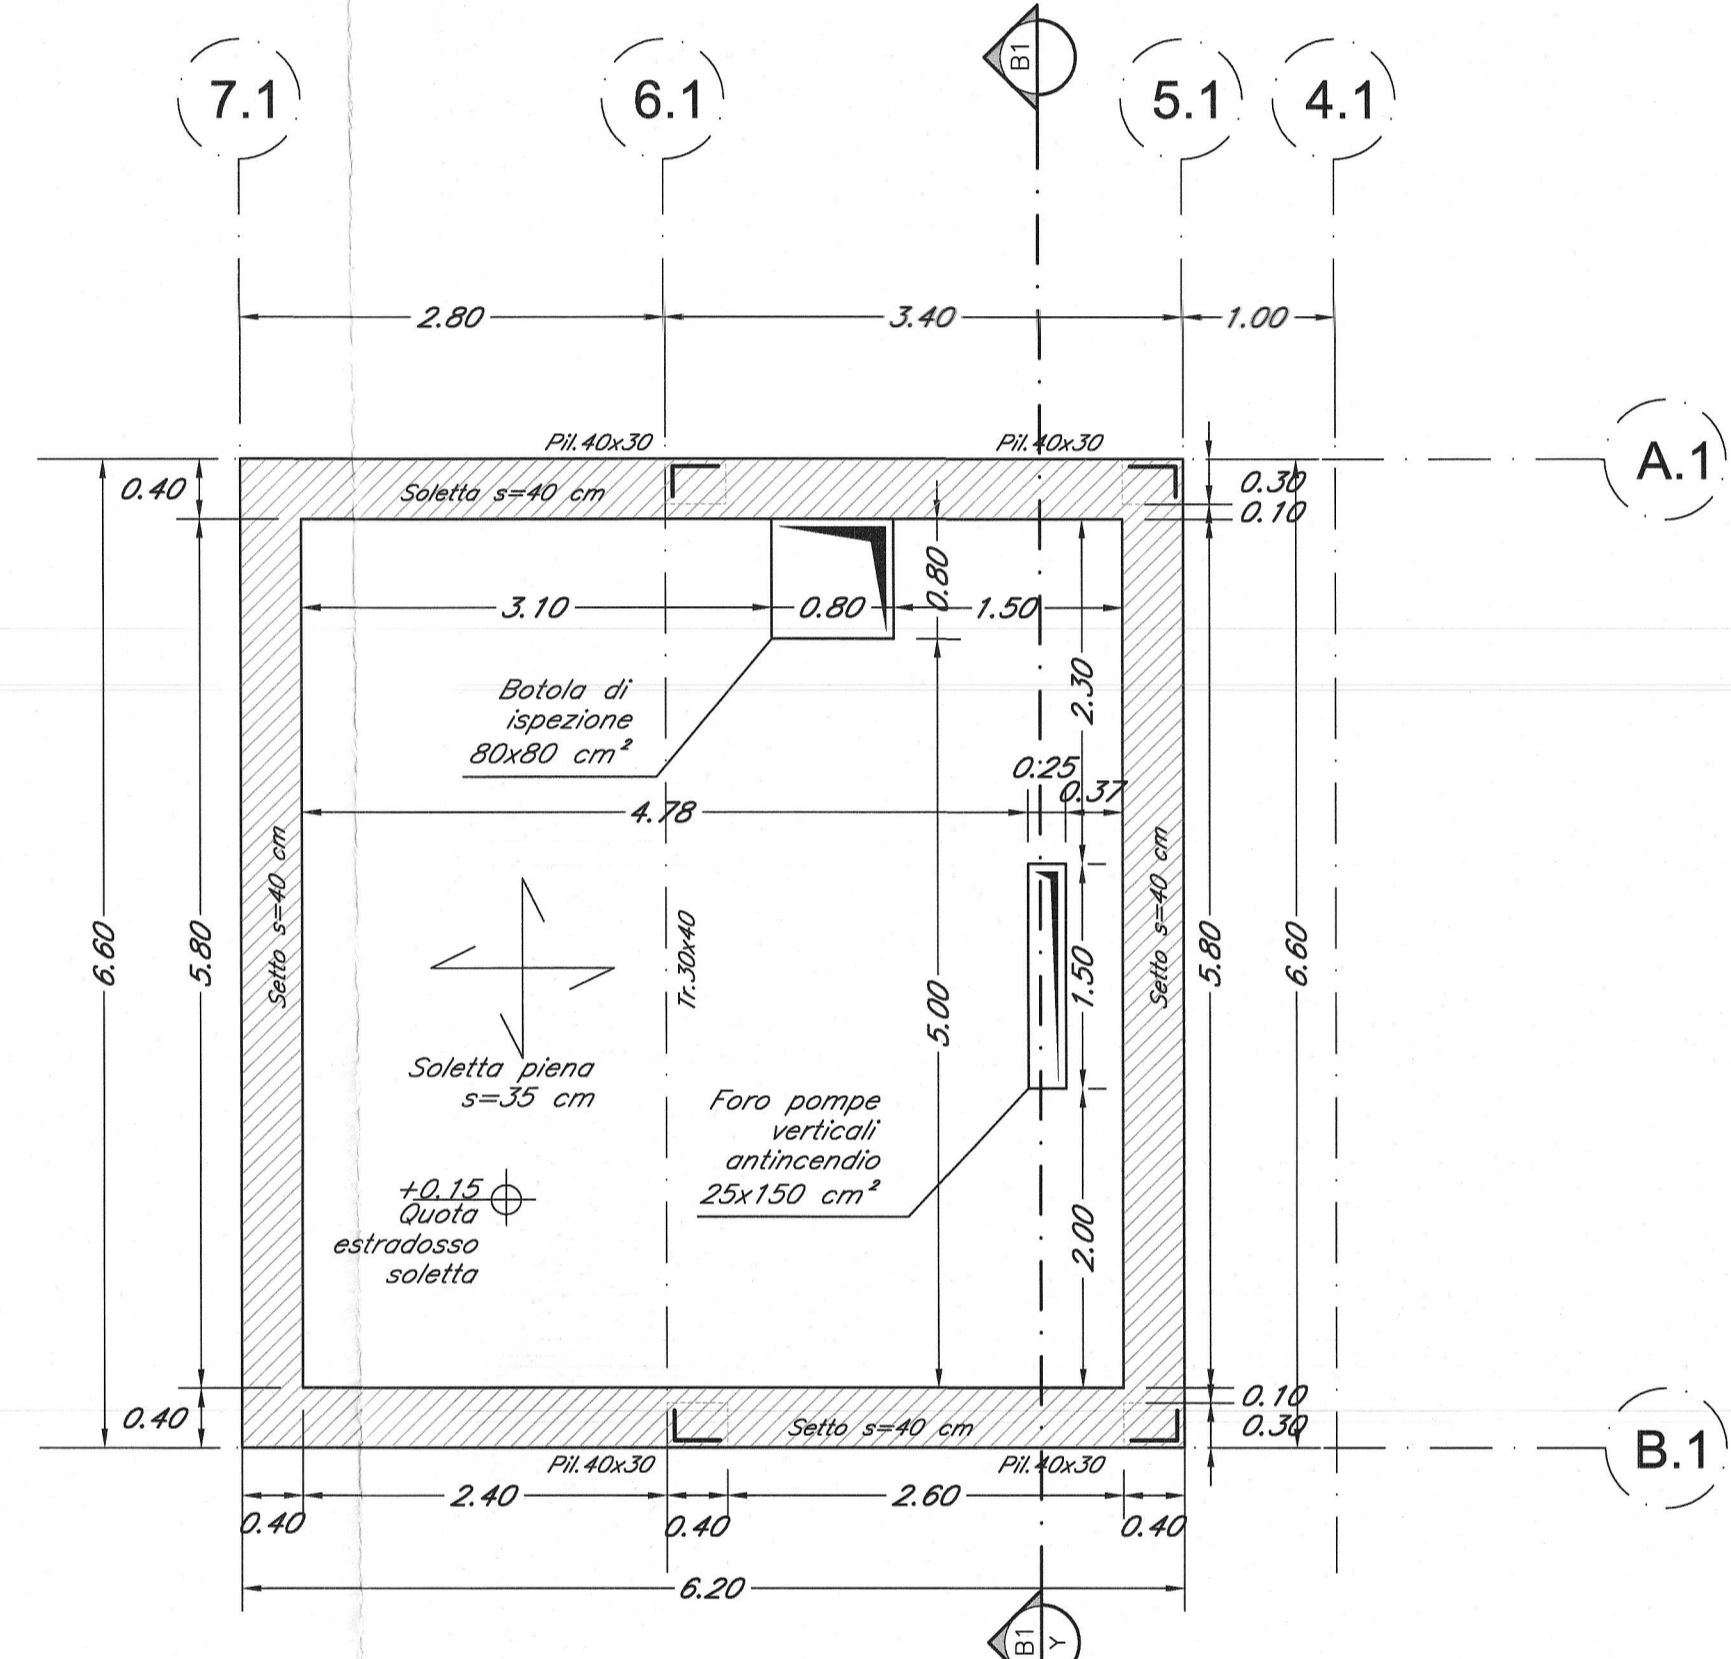 B1
7.1
6.1
5.1
4.1
2.80
3.40
1.00
Pil.40x30
Pil.40x30
A.1
0.40
Soletta s=40 cm
0.30
0.10
3.10
0.80
0.80
1.50
2.30
Botola di
ispezione
80x80 cm²
0.25
0.37
4.78
Setto s=40 cm
Setto s=40 cm
6.60
5.80
Tr.30x40
5.00
1.50
5.80
6.60
Soletta piena
s=35 cm
Foro pompe
verticali
antincendio
25x150 cm²
+0.15
Quota
estradosso
soletta
2.00
0.40
0.10
0.30
Setto s=40 cm
Pil.40x30
Pil.40x30
B.1
2.40
2.60
0.40
0.40
0.40
6.20
B1
Y